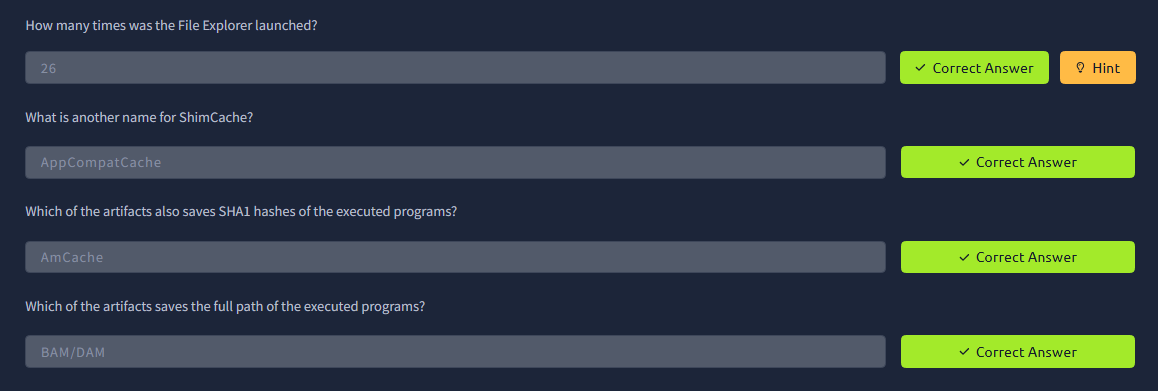 How many times was the File Explorer launched?
26
Correct Answer
Hint
What is another name for ShimCache?
AppCompatCache
Correct Answer
Which of the artifacts also saves SHA1 hashes of the executed programs?
AmCache
Correct Answer
Which of the artifacts saves the full path of the executed programs?
BAM/DAM
Correct Answer